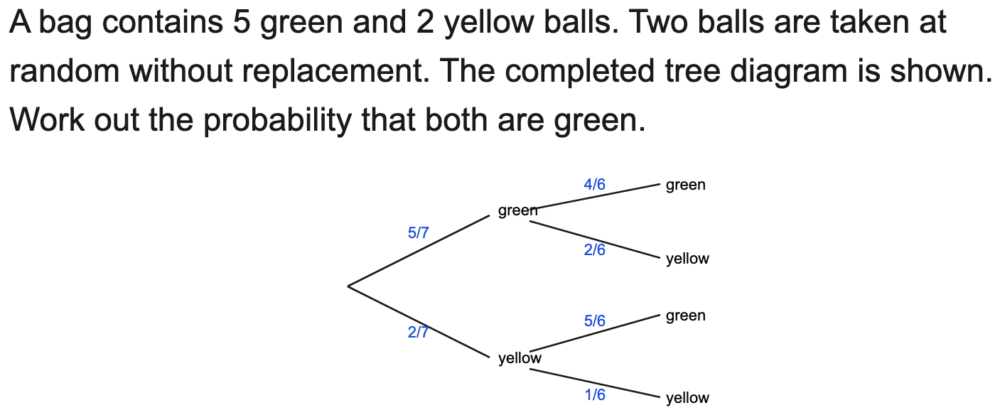 A bag contains 5 green and 2 yellow balls. Two balls are taken at
random without replacement. The completed tree diagram is shown.
Work out the probability that both are green.
4/6
green
green
5/7
2/6
yellow
5/6
green
2/7
yellow
1/6
yellow